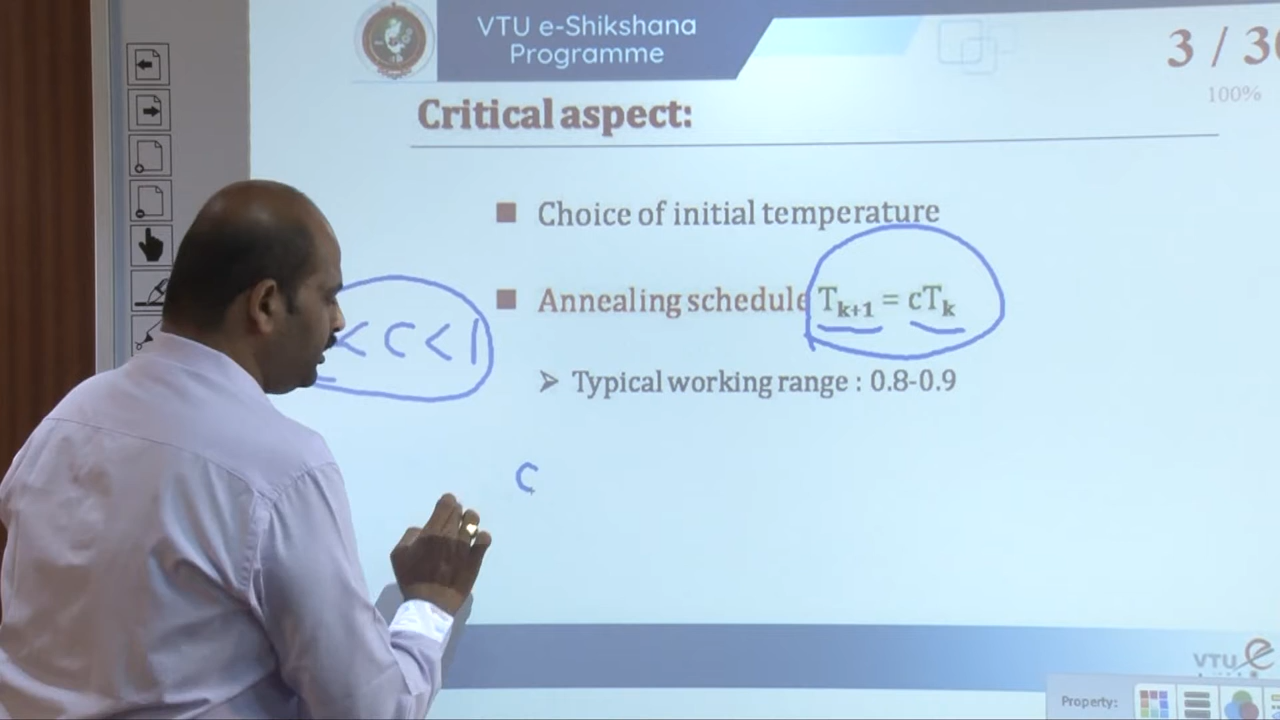 VTU e-Shikshana
Programme
3 / 30
100%
Critical aspect:
■ Choice of initial temperature
■ Annealing schedule Tk+1 = cTk
< C < 1
➢ Typical working range : 0.8-0.9
C
VTU e
Property: